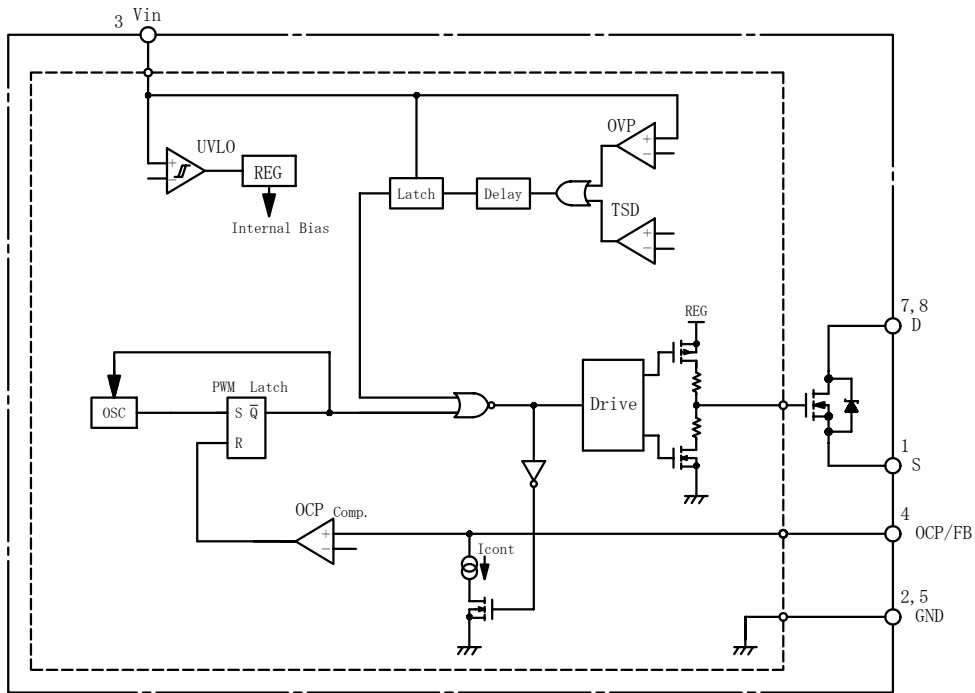 3 Vin
OVP
+
−
UVLO
+
−
REG
Latch
Delay
TSD
+
−
Internal Bias
7,8
D
REG
PWM Latch
OSC
S Q̅
R
Drive
1
S
OCP Comp.
+
−
4
OCP/FB
Icont
2,5
GND